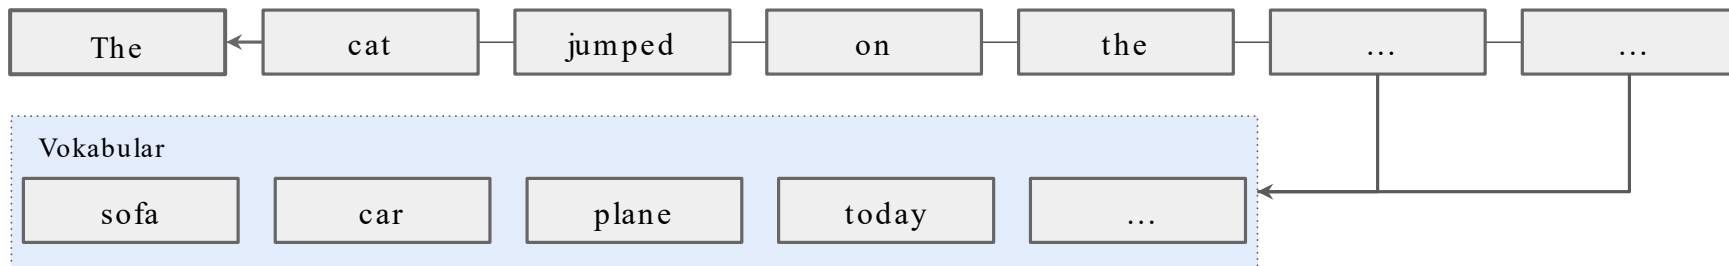 The cat jumped on the ... ...
Vokabular
sofa car plane today ...